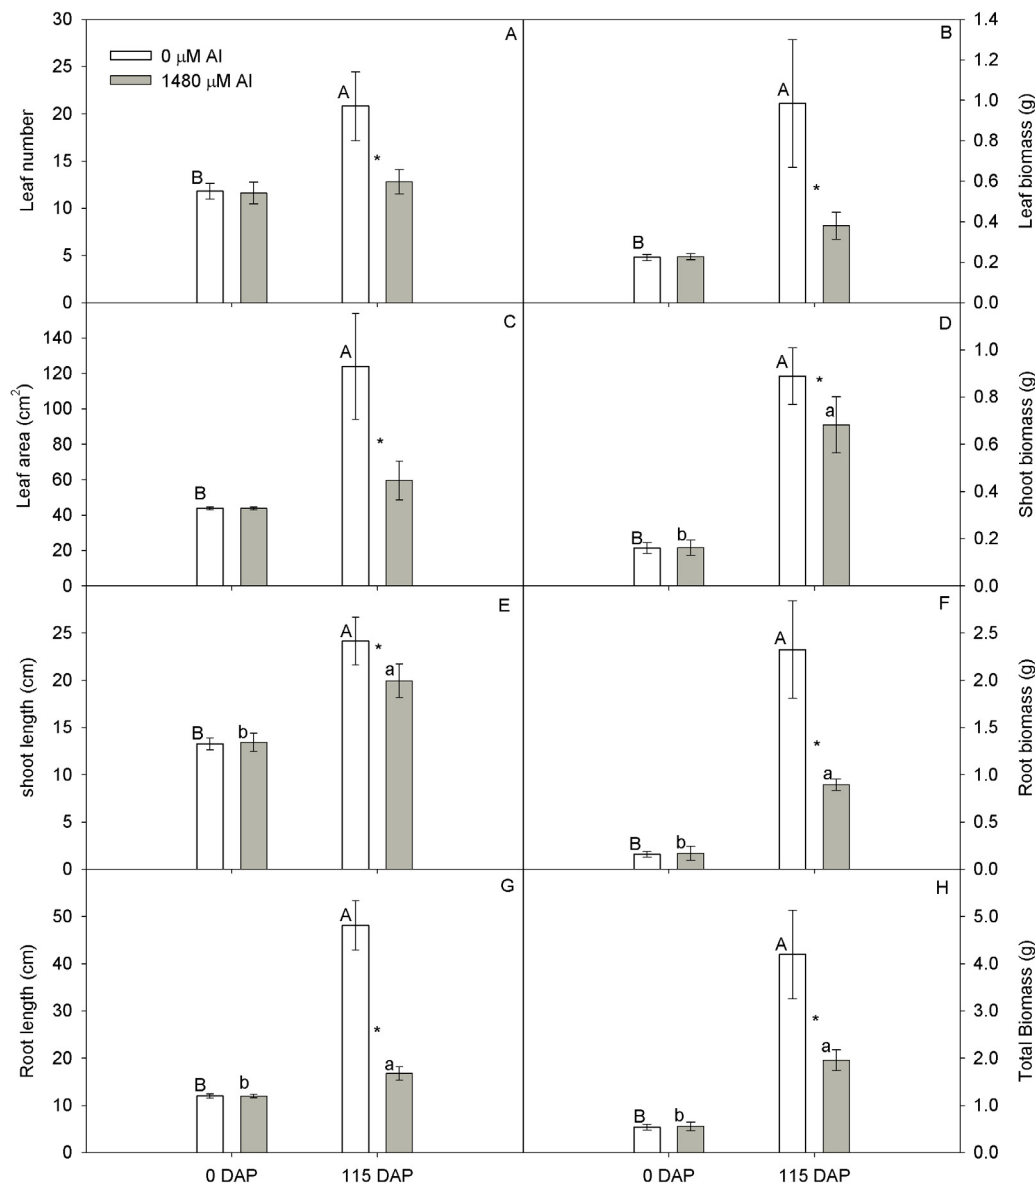 A
0 μM Al
1480 μM Al
30
25
20
15
10
5
0
Leaf number
B
A
*
B
1.4
1.2
1.0
0.8
0.6
0.4
0.2
0.0
Leaf biomass (g)
B
A
*
C
140
120
100
80
60
40
20
0
Leaf area (cm²)
B
A
*
D
1.0
0.8
0.6
0.4
0.2
0.0
Shoot biomass (g)
B
b
A
*
a
E
25
20
15
10
5
0
shoot length (cm)
B
b
A
*
a
F
2.5
2.0
1.5
1.0
0.5
0.0
Root biomass (g)
B
b
A
*
a
G
50
40
30
20
10
0
Root length (cm)
B
b
A
*
a
H
5.0
4.0
3.0
2.0
1.0
0.0
Total Biomass (g)
B
b
A
*
a
0 DAP
115 DAP
0 DAP
115 DAP